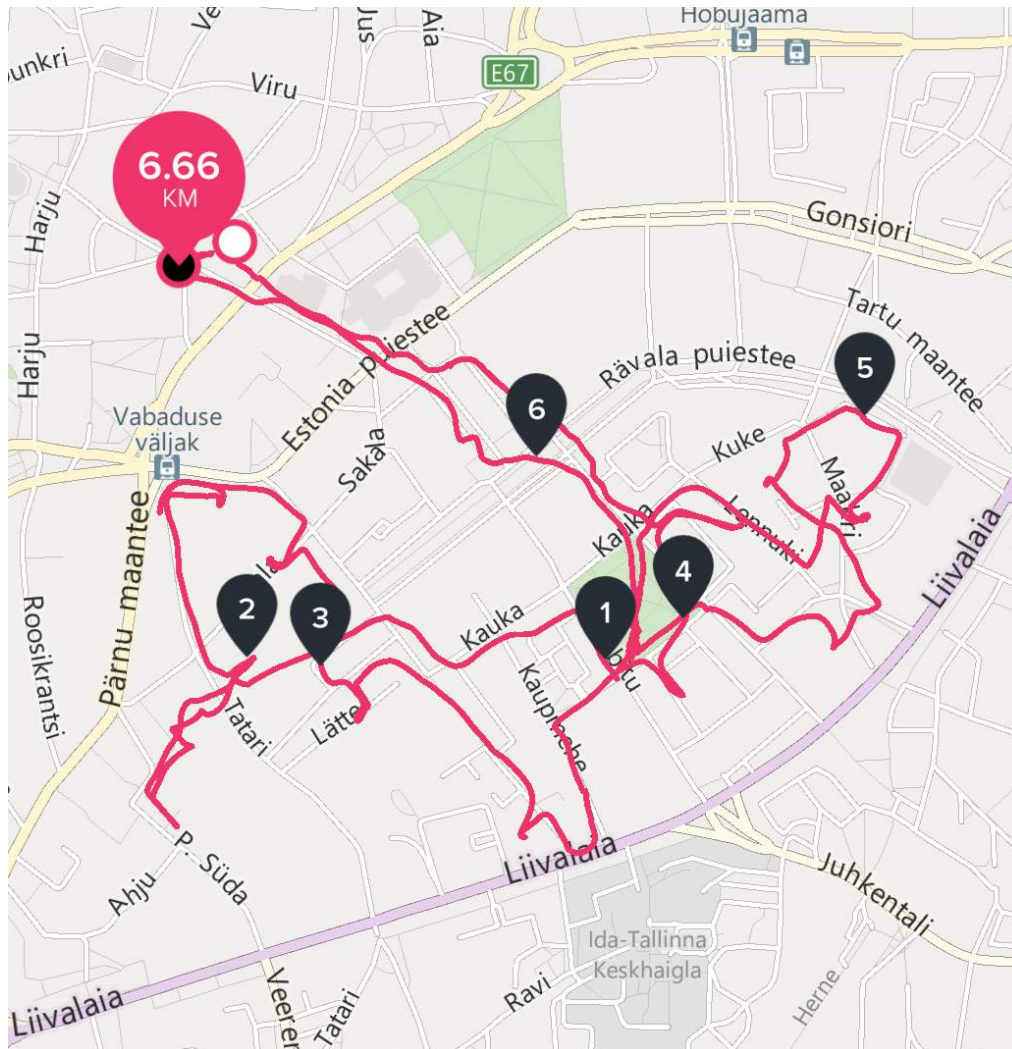 Hobujaama
Aia
E67
Viru
6.66
KM
Harju
Gonsiori
Tartu maantee
Estonia puiestee
Rävala puiestee
5
Harju
Vabaduse
väljak
6
Kuke
Sakala
Maakri
Lennuki
Kauka
Liivalaia
Pärnu maantee
Roosikrantsi
2
3
1
4
Kauka
Kaupmehe
Tatari
Lätte
P. Süda
Ahju
Liivalaia
Juhkentali
Ida-Tallinna
Keskhaigla
Ravi
Herne
Tatari
Liivalaia